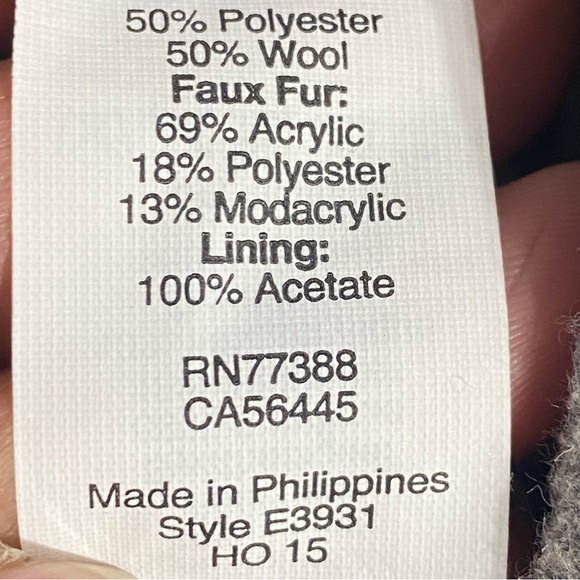 50% Polyester
50% Wool
Faux Fur:
69% Acrylic
18% Polyester
13% Modacrylic
Lining:
100% Acetate
RN77388
CA56445
Made in Philippines
Style E3931
HO 15